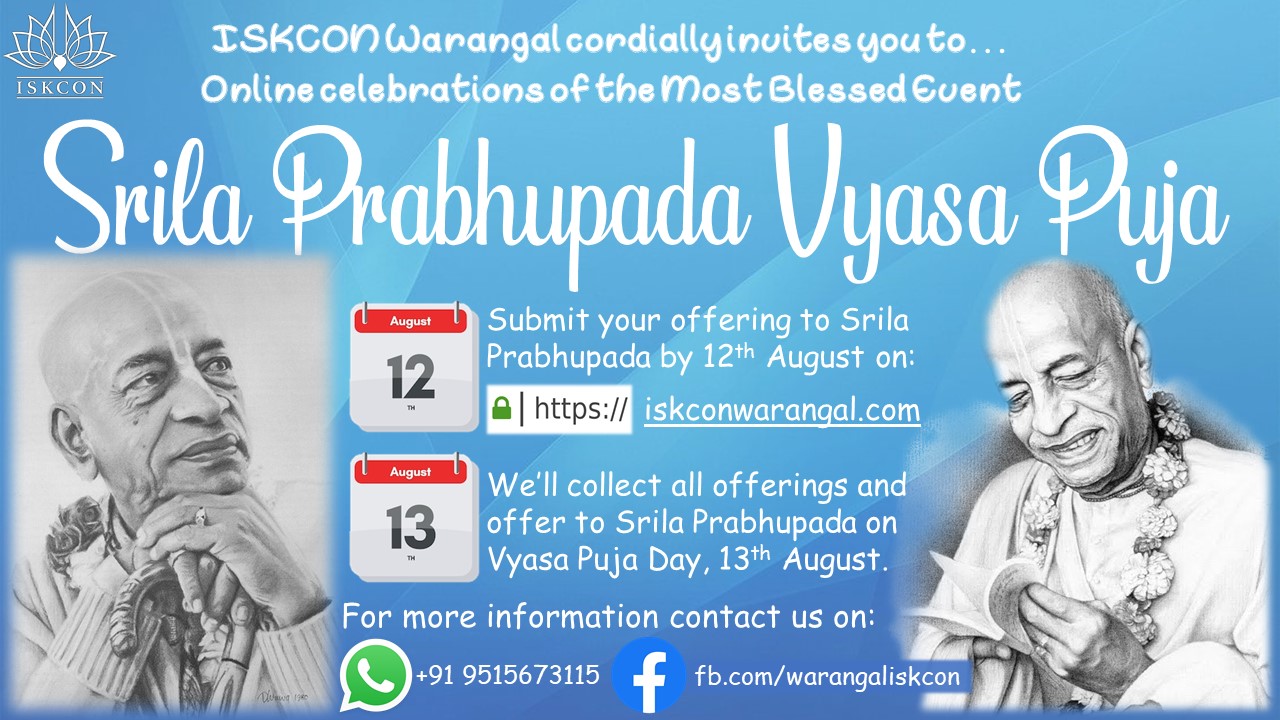 ISKCON
ISKCON Warangal cordially invites you to...
Online celebrations of the Most Blessed Event
Srila Prabhupada Vyasa Puja
August
12
TH
Submit your offering to Srila
Prabhupada by 12th August on:
https:// iskconwarangal.com
August
13
TH
We'll collect all offerings and
offer to Srila Prabhupada on
Vyasa Puja Day, 13th August.
For more information contact us on:
+91 9515673115
fb.com/warangaliskcon